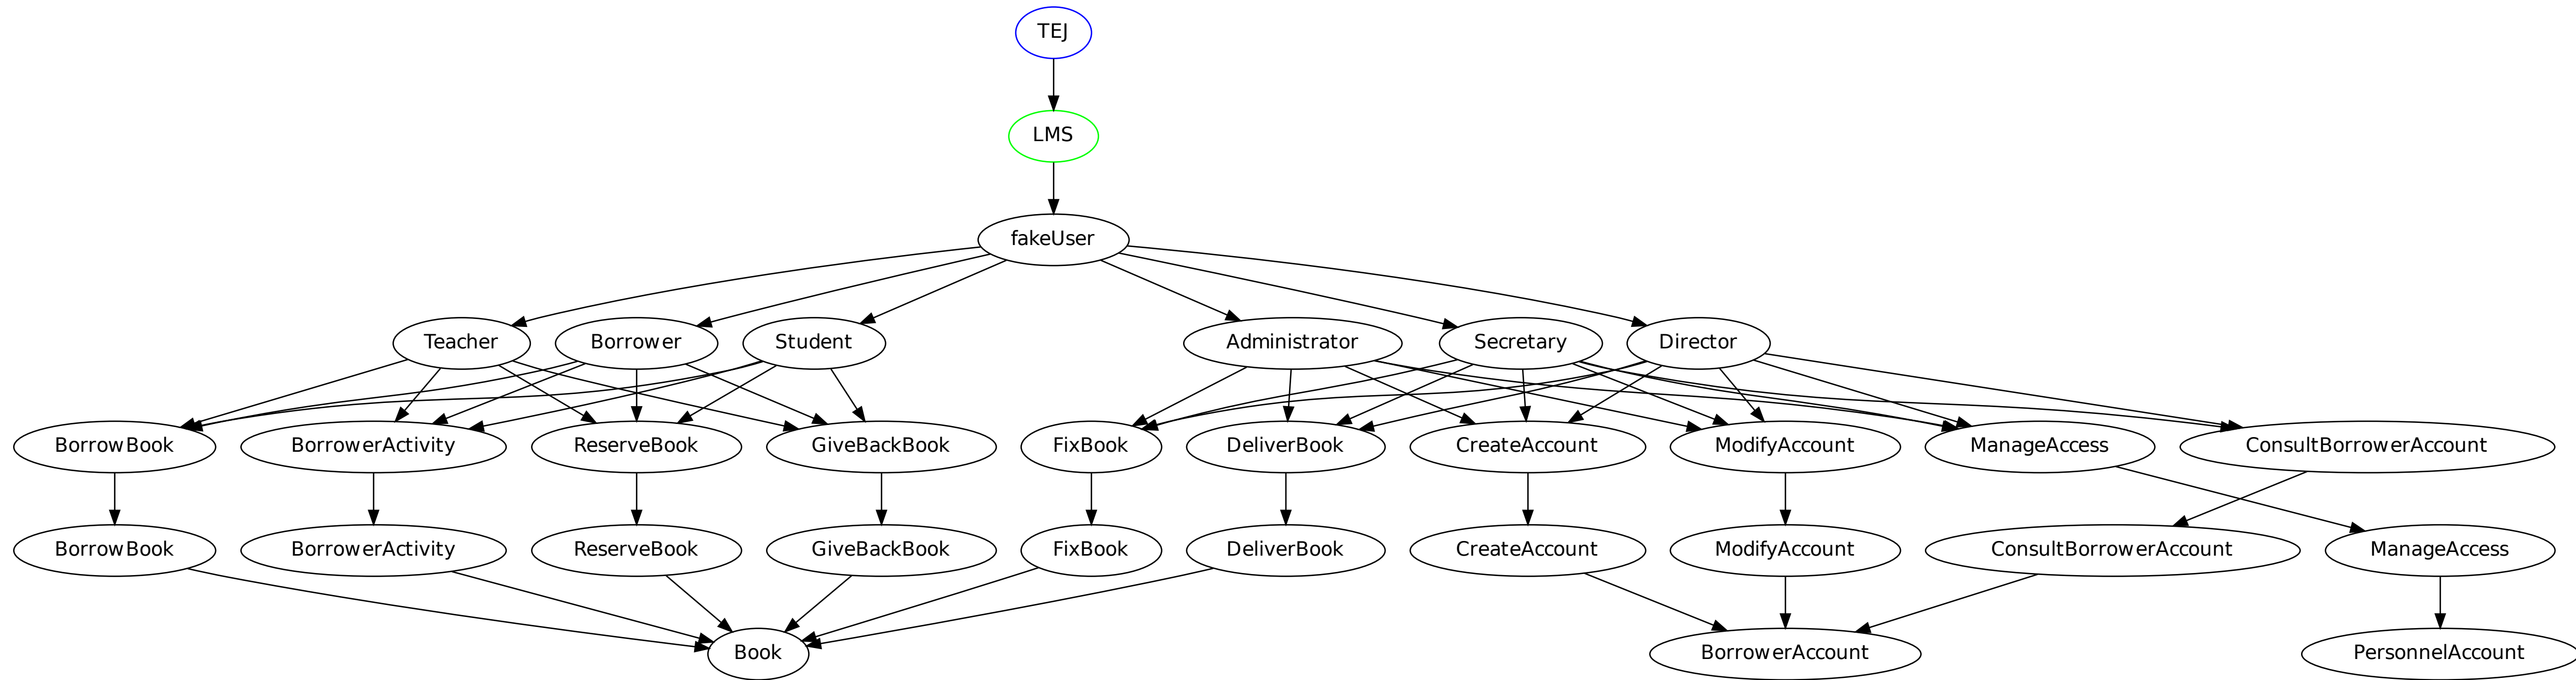 TEJ
LMS
fakeUser
Teacher
Borrower
Student
Administrator
Secretary
Director
BorrowBook
BorrowerActivity
ReserveBook
GiveBackBook
FixBook
DeliverBook
CreateAccount
ModifyAccount
ManageAccess
ConsultBorrowerAccount
BorrowBook
BorrowerActivity
ReserveBook
GiveBackBook
FixBook
DeliverBook
CreateAccount
ModifyAccount
ConsultBorrowerAccount
ManageAccess
Book
BorrowerAccount
PersonnelAccount